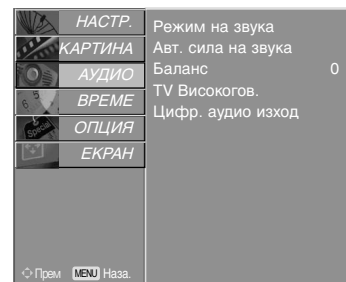 НАСТР.
КАРТИНА
АУДИО
ВРЕМЕ
Special
ОПЦИЯ
ЕКРАН
Прем MENU Наза.
Режим на звука
Авт. сила на звука
Баланс 0
TV Високогов.
Цифр. аудио изход